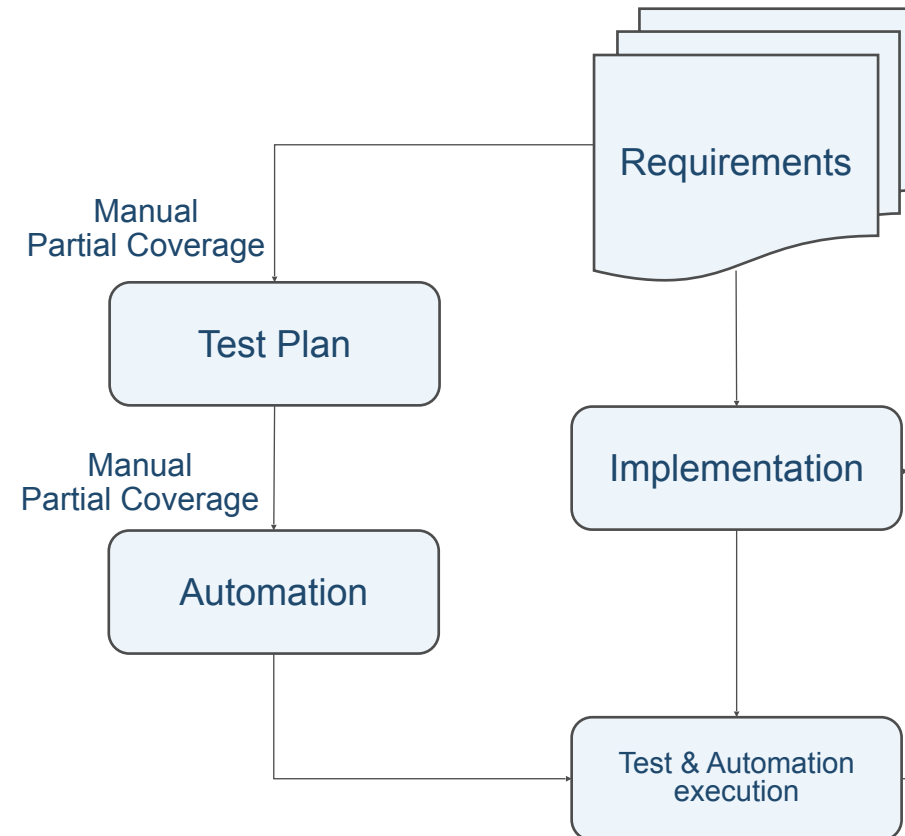 Requirements
Manual
Partial Coverage
Test Plan
Manual
Partial Coverage
Implementation
Automation
Test & Automation
execution